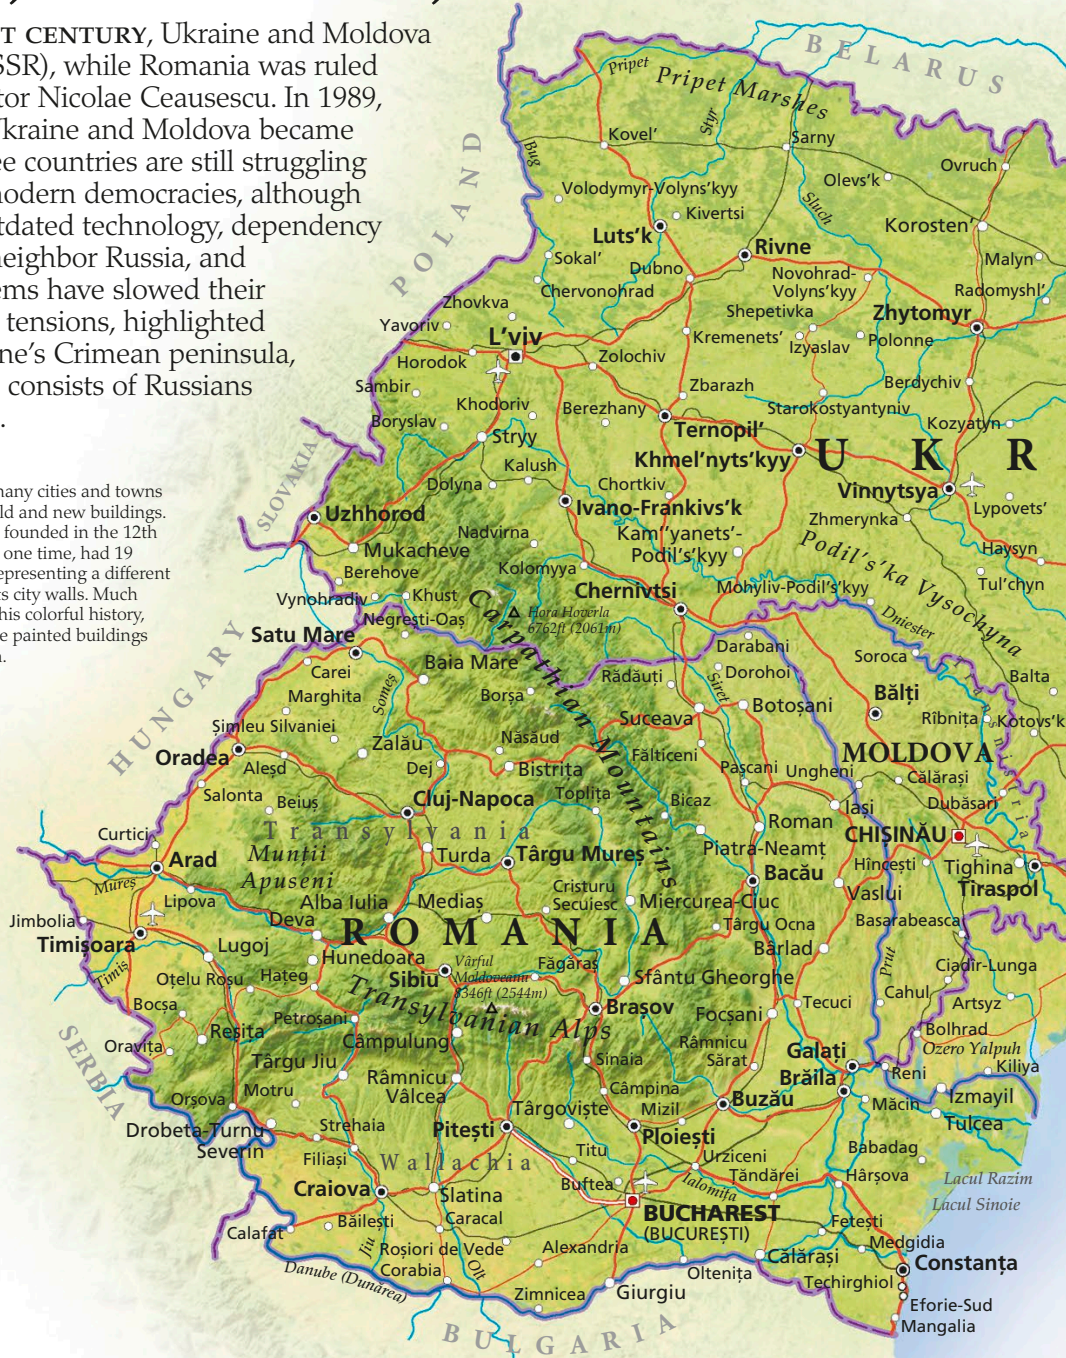 T CENTURY, Ukraine and Moldova
SSR), while Romania was ruled
tor Nicolae Ceausescu. In 1989,
Ukraine and Moldova became
ee countries are still struggling
modern democracies, although
tdated technology, dependency
neighbor Russia, and
ems have slowed their
tensions, highlighted
ne's Crimean peninsula,
consists of Russians
.
many cities and towns
ld and new buildings.
founded in the 12th
one time, had 19
epresenting a different
ts city walls. Much
his colorful history,
e painted buildings
.
BELARUS
Pripet
Pripet Marshes
Styr
Kovel'
Sarny
Bug
Ovruch
POLAND
Olevs'k
Volodymyr-Volyns'kyy
Sluch
Kivertsi
Korosten'
Luts'k
Rivne
Sokal'
Dubno
Malyn
Novohrad-
Volyns'kyy
Chervonohrad
Radomyshl'
Zhovkva
Shepetivka
Zhytomyr
Yavoriv
L'viv
Kremenets'
Izyaslav
Polonne
Horodok
Zolochiv
Sambir
Zbarazh
Berdychiv
Khodoriv
Berezhany
Starokostyantyniv
Boryslav
Ternopil'
Kozyatyn
Stryy
SLOVAKIA
Khmel'nyts'kyy
UKR
Kalush
Dolyna
Chortkiv
Vinnytsya
Uzhhorod
Ivano-Frankivs'k
Lypovets'
Zhmerynka
Nadvirna
Kam"yanets'-
Podil's'kyy
Podil's'ka Vysochyna
Mukacheve
Haysyn
Kolomyya
Berehove
Chernivtsi
Mohyliv-Podil's'kyy
Tul'chyn
Vynohradiv
Khust
Carpathian Mountains
Hora Hoverla
6762ft (2061m)
Negrești-Oaș
Dniester
HUNGARY
Satu Mare
Darabani
Soroca
Transnistria
Carei
Baia Mare
Rădăuți
Dorohoi
Balta
Siret
Marghita
Someș
Borșa
Botoșani
Bălți
Suceava
Rîbnița
Kotovs'k
Șimleu Silvaniei
Zalău
Năsăud
Fălticeni
MOLDOVA
Oradea
Aleșd
Dej
Bistrița
Pașcani
Ungheni
Călărași
Salonta
Beiuș
Cluj-Napoca
Toplița
Bicaz
Iași
Dubăsari
Curtici
Transylvania
Roman
CHIȘINĂU
Arad
Muntii
Apuseni
Turda
Târgu Mureș
Piatra-Neamț
Hîncești
Tighina
Mureș
Bacău
Tiraspol
Lipova
Alba Iulia
Mediaș
Cristuru
Secuiesc
Miercurea-Ciuc
Vaslui
Jimbolia
Deva
Târgu Ocna
Basarabeasca
Timișoara
ROMANIA
Lugoj
Hunedoara
Bârlad
Prut
Timiș
Sibiu
Vârful
Moldoveanu
8346ft (2544m)
Făgăraș
Ciadir-Lunga
Oțelu Roșu
Hațeg
Sfântu Gheorghe
Bocșa
Transylvanian Alps
Cahul
Artsyz
Tecuci
Petroșani
Brașov
Focșani
Reșița
Câmpulung
Bolhrad
SERBIA
Oravița
Râmnicu
Sărat
Galați
Ozero Yalpuh
Târgu Jiu
Sinaia
Kiliya
Râmnicu
Vâlcea
Reni
Motru
Câmpina
Brăila
Izmayil
Orșova
Târgoviște
Mizil
Buzău
Măcin
Tulcea
Drobeta-Turnu
Severin
Strehaia
Pitești
Ploiești
Babadag
Filiași
Wallachia
Titu
Urziceni
Țăndărei
Hârșova
Lacul Razim
Craiova
Buftea
Ialomița
Slatina
Lacul Sinoie
BUCHAREST
(BUCUREȘTI)
Băilești
Caracal
Fetești
Calafat
Medgidia
Jiu
Roșiori de Vede
Alexandria
Călărași
Constanța
Corabia
Olt
Oltenița
Techirghiol
Danube (Dunărea)
Zimnicea
Giurgiu
Eforie-Sud
Mangalia
BULGARIA